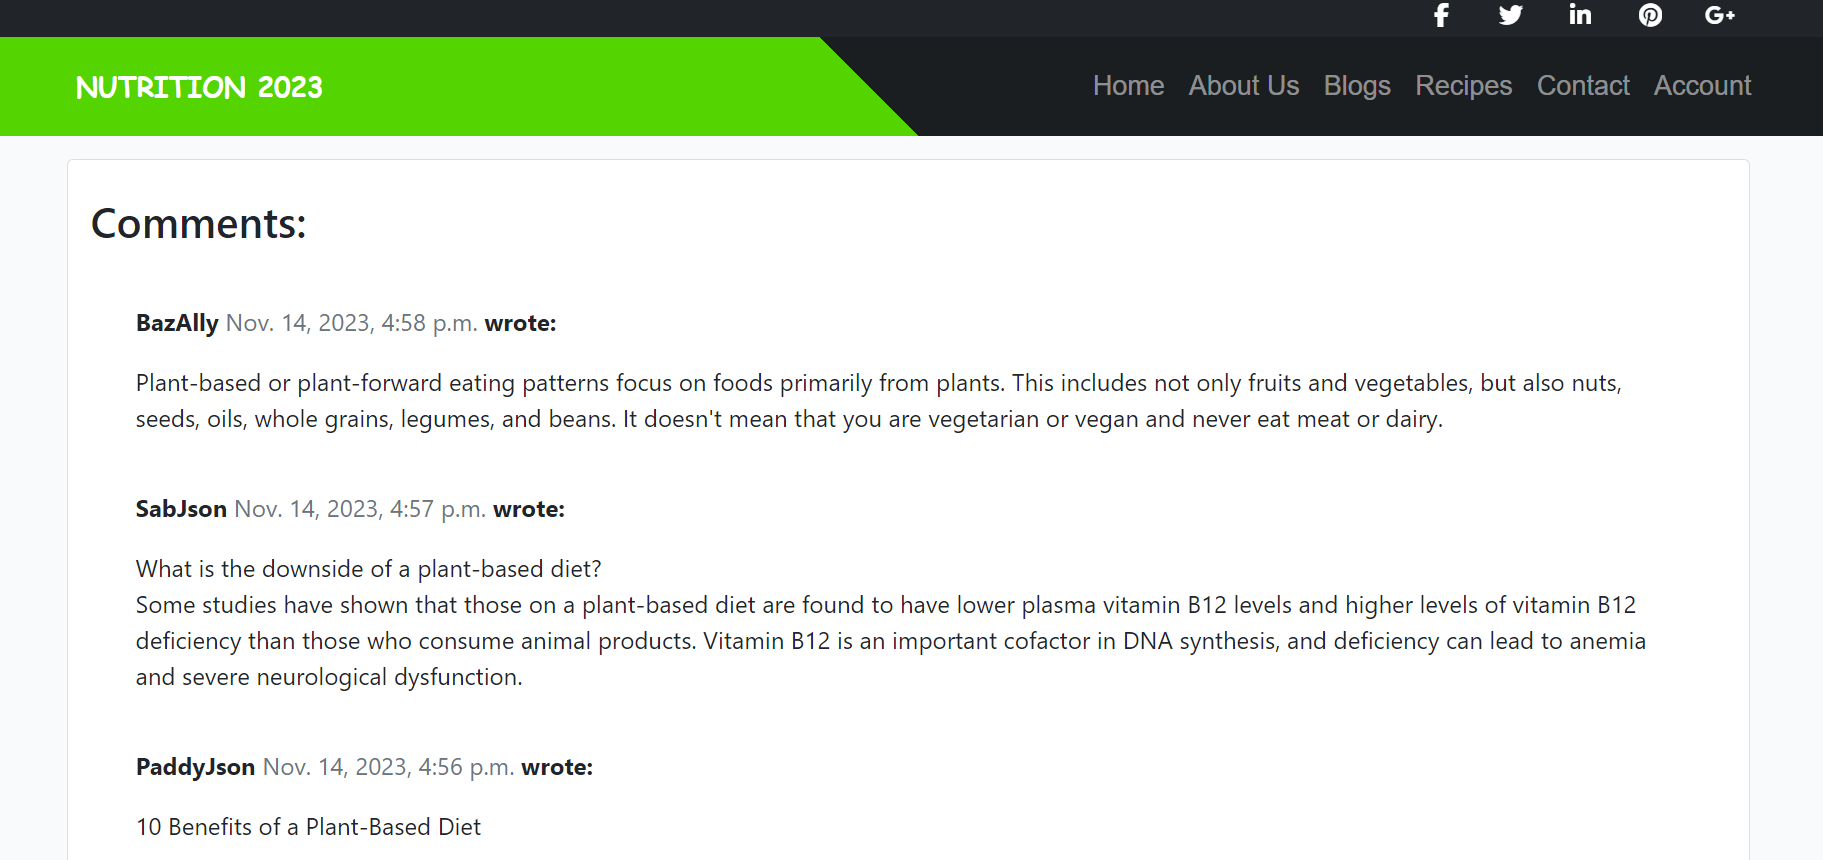 NUTRITION 2023
Home About Us Blogs Recipes Contact Account
Comments:
BazAlly Nov. 14, 2023, 4:58 p.m. wrote:
Plant-based or plant-forward eating patterns focus on foods primarily from plants. This includes not only fruits and vegetables, but also nuts,
seeds, oils, whole grains, legumes, and beans. It doesn't mean that you are vegetarian or vegan and never eat meat or dairy.
SabJson Nov. 14, 2023, 4:57 p.m. wrote:
What is the downside of a plant-based diet?
Some studies have shown that those on a plant-based diet are found to have lower plasma vitamin B12 levels and higher levels of vitamin B12
deficiency than those who consume animal products. Vitamin B12 is an important cofactor in DNA synthesis, and deficiency can lead to anemia
and severe neurological dysfunction.
PaddyJson Nov. 14, 2023, 4:56 p.m. wrote:
10 Benefits of a Plant-Based Diet